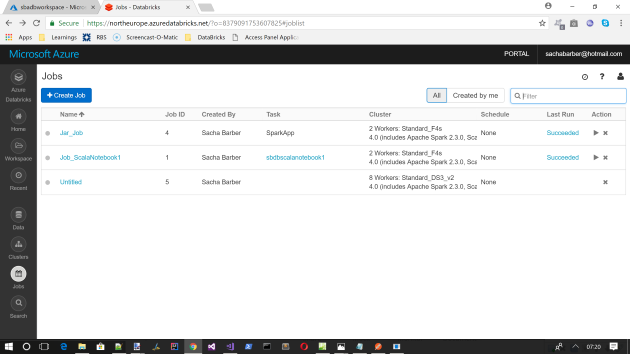 sbadbworkspace - Micros
Jobs - Databricks
Secure
https://northeurope.azuredatabricks.net/?o=8379091753607825#joblist
Apps
Learnings
RBS
Screencast-O-Matic
DataBricks
Access Panel Applic
Microsoft Azure
PORTAL
sachabarber@hotmail.com
Azure
Databricks
Home
Workspace
Recent
Data
Clusters
Jobs
Search
Jobs
?
+ Create Job
All
Created by me
Filter
Name
Job ID
Created By
Task
Cluster
Schedule
Last Run
Action
Jar_Job
4
Sacha Barber
SparkApp
2 Workers: Standard_F4s
4.0 (includes Apache Spark 2.3.0, Sca
None
Succeeded
Job_ScalaNotebook1
1
Sacha Barber
sbdbscalanotebook1
2 Workers: Standard_F4s
4.0 (includes Apache Spark 2.3.0, Sca
None
Succeeded
Untitled
5
Sacha Barber
8 Workers: Standard_DS3_v2
4.0 (includes Apache Spark 2.3.0, Sca
None
07:20